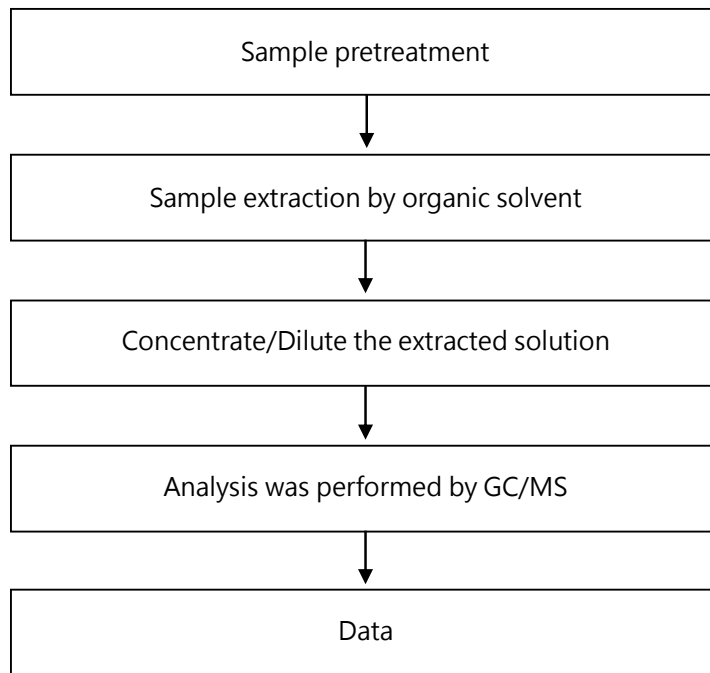 Sample pretreatment
Sample extraction by organic solvent
Concentrate/Dilute the extracted solution
Analysis was performed by GC/MS
Data